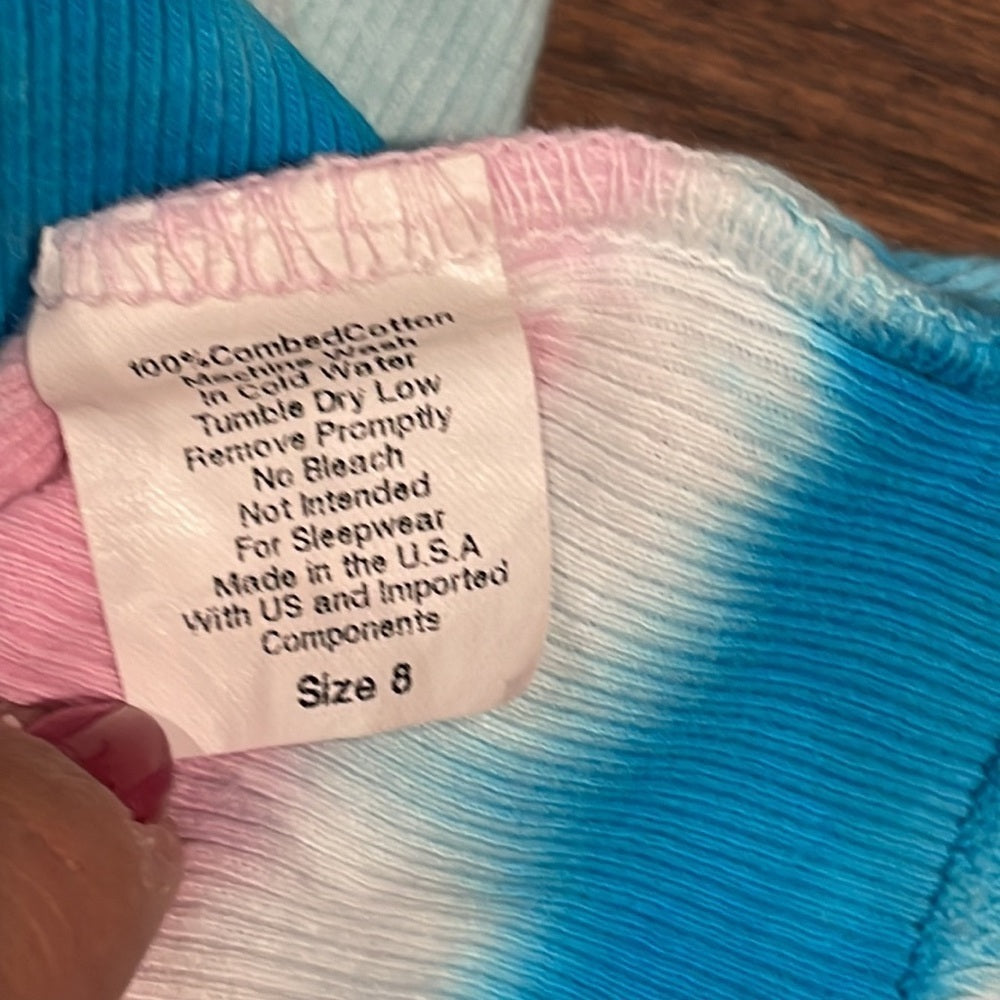 100%CombedCotton
Machine Wash
In Cold Water
Tumble Dry Low
Remove Promptly
No Bleach
Not Intended
For Sleepwear
Made in the U.S.A
With US and Imported
Components
Size 8